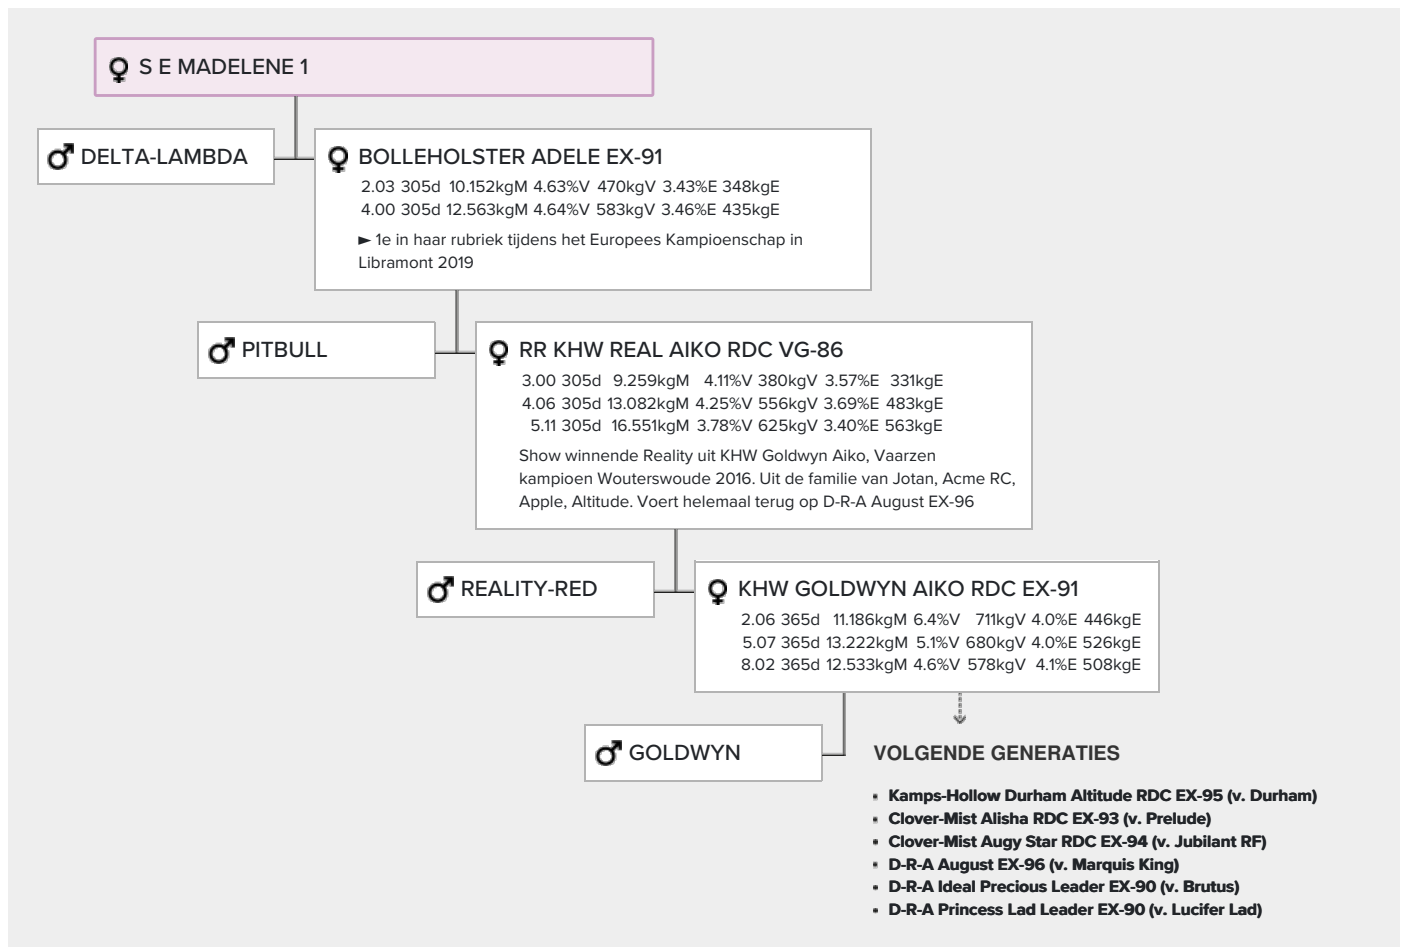 S E MADELENE 1
DELTA-LAMBDA
BOLLEHOLSTER ADELE EX-91
2.03 305d 10.152kgM 4.63%V 470kgV 3.43%E 348kgE
4.00 305d 12.563kgM 4.64%V 583kgV 3.46%E 435kgE
► 1e in haar rubriek tijdens het Europees Kampioenschap in
Libramont 2019
PITBULL
RR KHW REAL AIKO RDC VG-86
3.00 305d 9.259kgM 4.11%V 380kgV 3.57%E 331kgE
4.06 305d 13.082kgM 4.25%V 556kgV 3.69%E 483kgE
5.11 305d 16.551kgM 3.78%V 625kgV 3.40%E 563kgE
Show winnende Reality uit KHW Goldwyn Aiko, Vaarzen
kampioen Wouterswoude 2016. Uit de familie van Jotan, Acme RC,
Apple, Altitude. Voert helemaal terug op D-R-A August EX-96
REALITY-RED
KHW GOLDWYN AIKO RDC EX-91
2.06 365d 11.186kgM 6.4%V 711kgV 4.0%E 446kgE
5.07 365d 13.222kgM 5.1%V 680kgV 4.0%E 526kgE
8.02 365d 12.533kgM 4.6%V 578kgV 4.1%E 508kgE
GOLDWYN
VOLGENDE GENERATIES
• Kamps-Hollow Durham Altitude RDC EX-95 (v. Durham)
• Clover-Mist Alisha RDC EX-93 (v. Prelude)
• Clover-Mist Augy Star RDC EX-94 (v. Jubilant RF)
• D-R-A August EX-96 (v. Marquis King)
• D-R-A Ideal Precious Leader EX-90 (v. Brutus)
• D-R-A Princess Lad Leader EX-90 (v. Lucifer Lad)